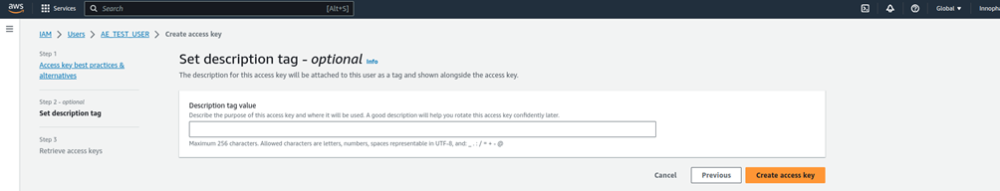 aws
Services
Search
[Alt+S]
Global
Innoph
IAM > Users > AE_TEST_USER > Create access key
Step 1
Access key best practices &
alternatives
Step 2 - optional
Set description tag
Step 3
Retrieve access keys
Set description tag - optional Info
The description for this access key will be attached to this user as a tag and shown alongside the access key.
Description tag value
Describe the purpose of this access key and where it will be used. A good description will help you rotate this access key confidently later.
Maximum 256 characters. Allowed characters are letters, numbers, spaces representable in UTF-8, and: _ . : / = + - @
Cancel
Previous
Create access key